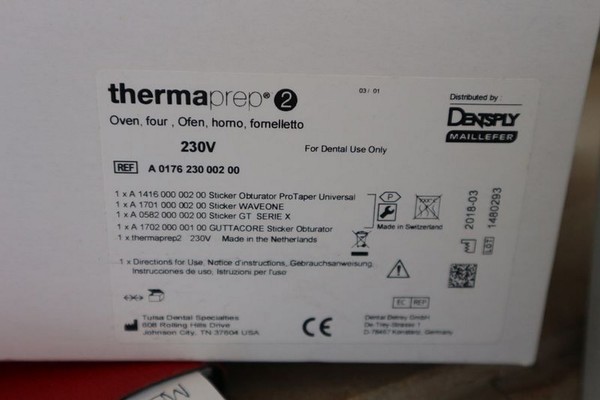 thermaprep® 2
03 / 01
Distributed by :
DENTSPLY
MAILLEFER
Oven, four , Ofen, horno, fornelletto
230V
For Dental Use Only
REF A 0176 230 002 00
1 x A 1416 000 002 00 Sticker Obturator ProTaper Universal
1 x A 1701 000 002 00 Sticker WAVEONE
1 x A 0582 000 002 00 Sticker GT SERIE X
1 x A 1702 000 001 00 GUTTACORE Sticker Obturator
1 x thermaprep2 230V Made in the Netherlands
P
Made in Switzerland
2018-03
LOT 1480293
1 x Directions for Use, Notice d'instructions, Gebrauchsanweisung,
Instrucciones de uso, Istruzioni per l'uso
EC REP
Tulsa Dental Specialties
608 Rolling Hills Drive
Johnson City, TN 37604 USA
CE
Dental Detrey GmbH
De-Trey-Strasse 1
D-78467 Konstanz, Germany